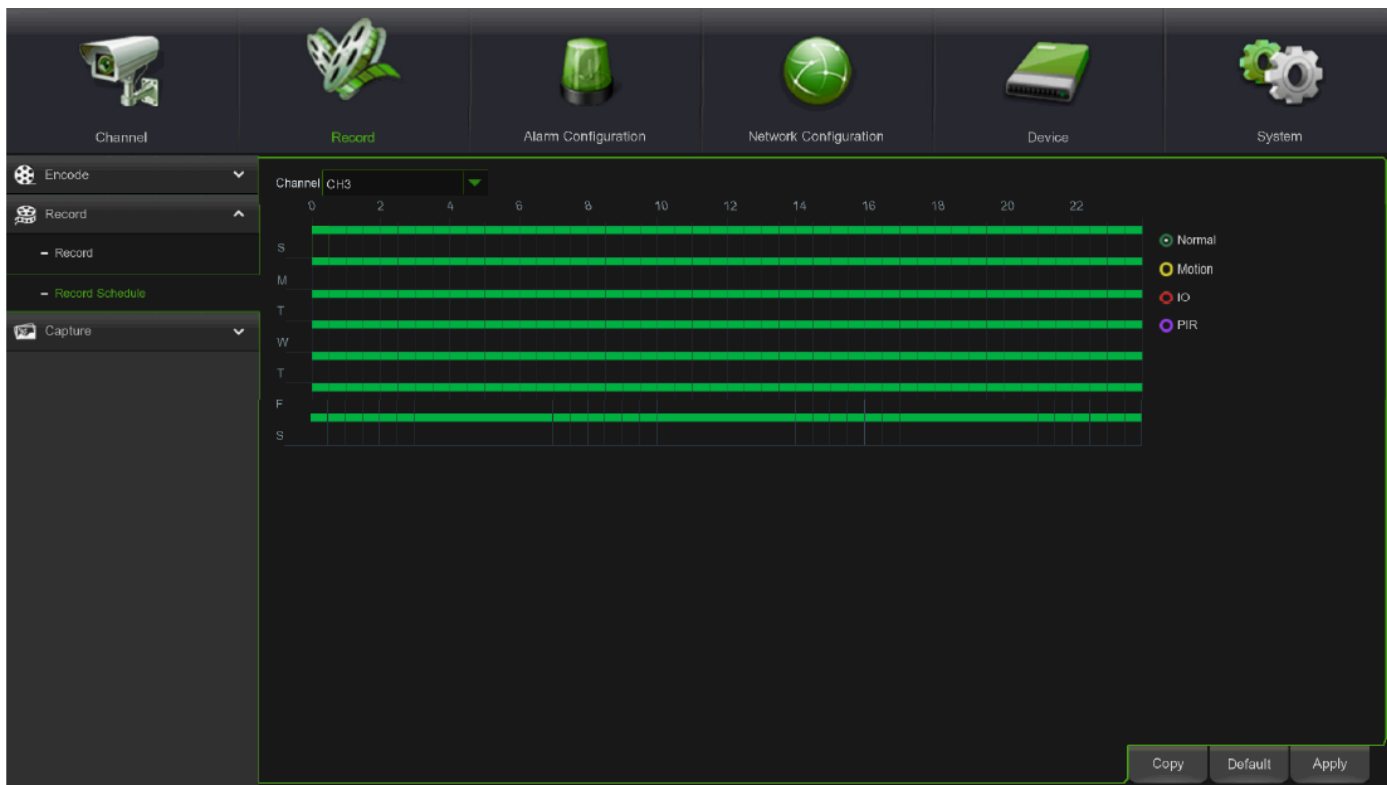 Channel Record Alarm Configuration Network Configuration Device System
Encode
Record
Record
Record Schedule
Capture
Channel CH3
0 2 4 6 8 10 12 14 16 18 20 22
S
M
T
W
T
F
S
Normal
Motion
IO
PIR
Copy Default Apply